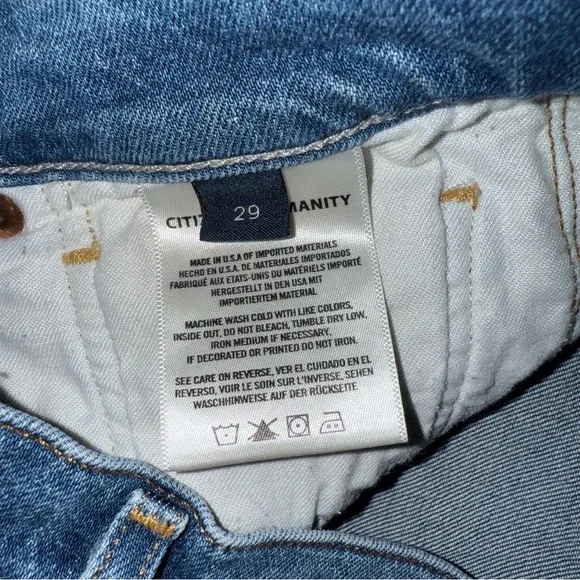 29
CITI MANITY
MADE IN U.S.A OF IMPORTED MATERIALS
HECHO EN U.S.A. DE MATERIALES IMPORTADOS
FABRIQUÉ AUX ETATS-US DU MATÉRIELS IMPORTÉ
HERGESTELLT IN DEN USA MIT
IMPORTIERTEM MATERIAL
MACHINE WASH COLD WITH LIKE COLORS,
INSIDE OUT. DO NOT BLEACH, TUMBLE DRY LOW.
IRON MEDIUM IF NECESSARY.
IF DECORATED OR PRINTED DO NOT IRON.
SEE CARE ON REVERSE, VER EL CUIDADO EN EL
REVERSO, VOIR LE SOIN SUR L'INVERSE, SEHEN
WASCHHINWEISE AUF DER RÜCKSEITE